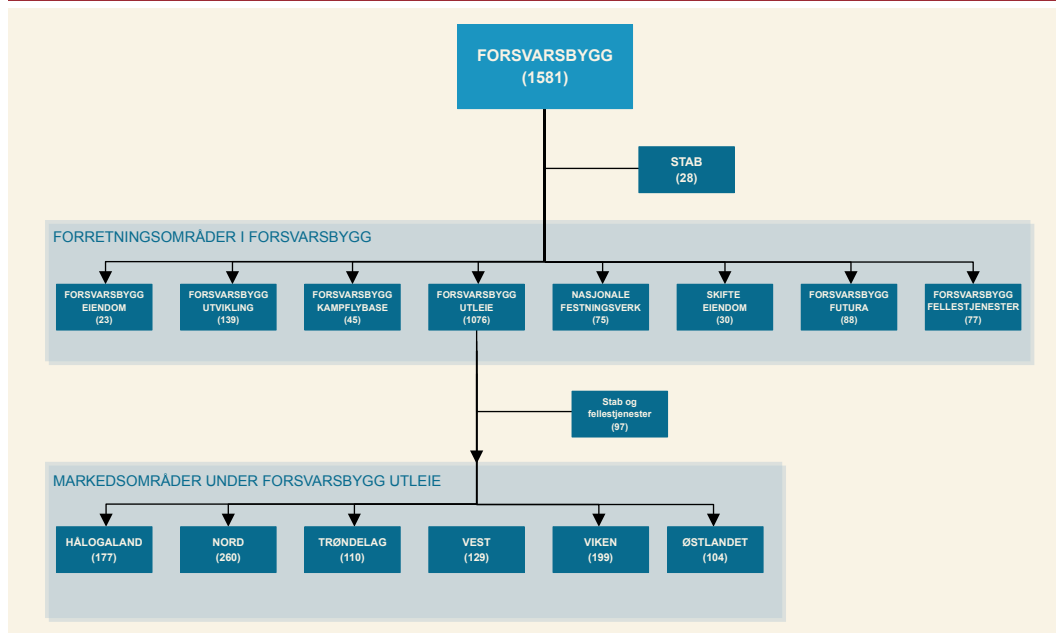 FORSVARSBYGG
(1581)
STAB
(28)
FORRETNINGSOMRÅDER I FORSVARSBYGG
FORSVARSBYGG
EIENDOM
(23)
FORSVARSBYGG
UTVIKLING
(139)
FORSVARSBYGG
KAMPFLYBASE
(45)
FORSVARSBYGG
UTLEIE
(1076)
NASJONALE
FESTNINGSVERK
(75)
SKIFTE
EIENDOM
(30)
FORSVARSBYGG
FUTURA
(88)
FORSVARSBYGG
FELLESTJENESTER
(77)
Stab og
fellestjenester
(97)
MARKEDSOMRÅDER UNDER FORSVARSBYGG UTLEIE
HÅLOGALAND
(177)
NORD
(260)
TRØNDELAG
(110)
VEST
(129)
VIKEN
(199)
ØSTLANDET
(104)